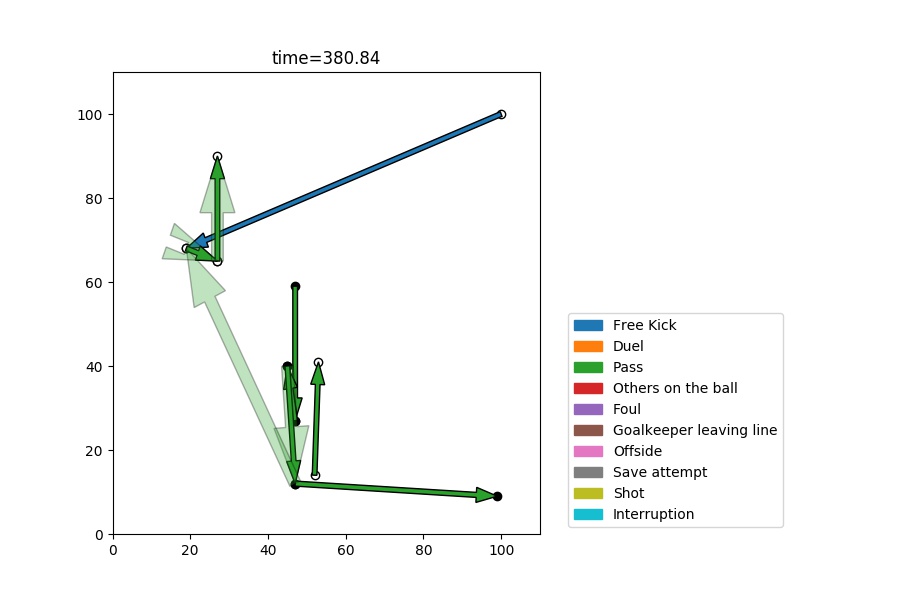 time=380.84
100
80
60
40
20
0
0 20 40 60 80 100
Free Kick
Duel
Pass
Others on the ball
Foul
Goalkeeper leaving line
Offside
Save attempt
Shot
Interruption